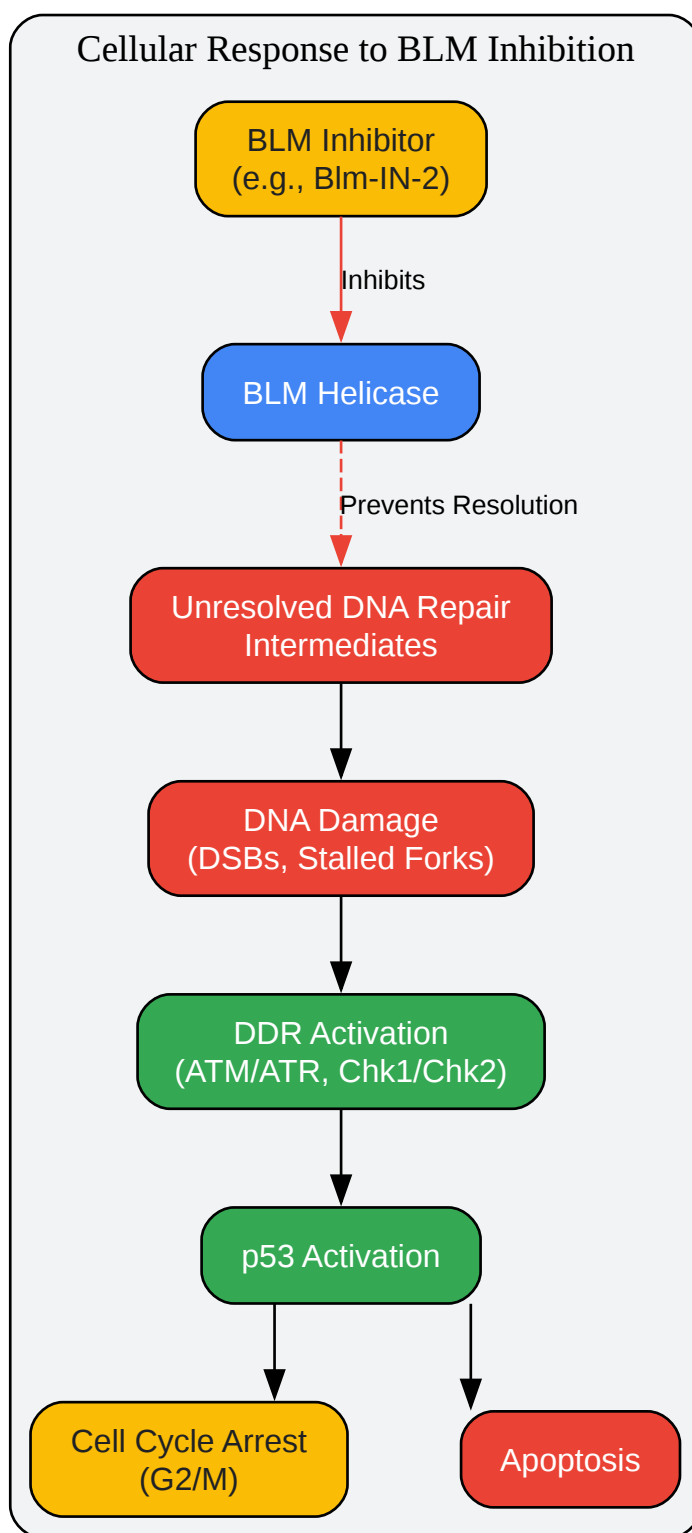 Cellular Response to BLM Inhibition
BLM Inhibitor
(e.g., Blm-IN-2)
Inhibits
BLM Helicase
Prevents Resolution
Unresolved DNA Repair
Intermediates
DNA Damage
(DSBs, Stalled Forks)
DDR Activation
(ATM/ATR, Chk1/Chk2)
p53 Activation
Cell Cycle Arrest
(G2/M)
Apoptosis